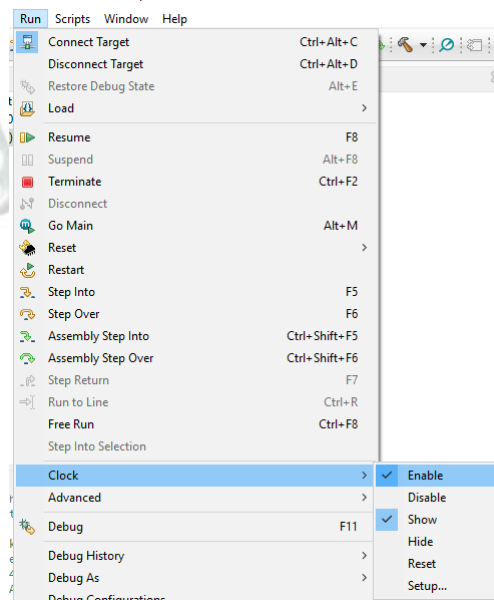 Run Scripts Window Help
Connect Target Ctrl+Alt+C
Disconnect Target Ctrl+Alt+D
Restore Debug State Alt+E
Load
Resume F8
Suspend Alt+F8
Terminate Ctrl+F2
Disconnect
Go Main Alt+M
Reset
Restart
Step Into F5
Step Over F6
Assembly Step Into Ctrl+Shift+F5
Assembly Step Over Ctrl+Shift+F6
Step Return F7
Run to Line Ctrl+R
Free Run Ctrl+F8
Step Into Selection
Clock
Enable
Advanced
Disable
Debug F11
Show
Hide
Debug History
Reset
Debug As
Setup...
Debug Configurations